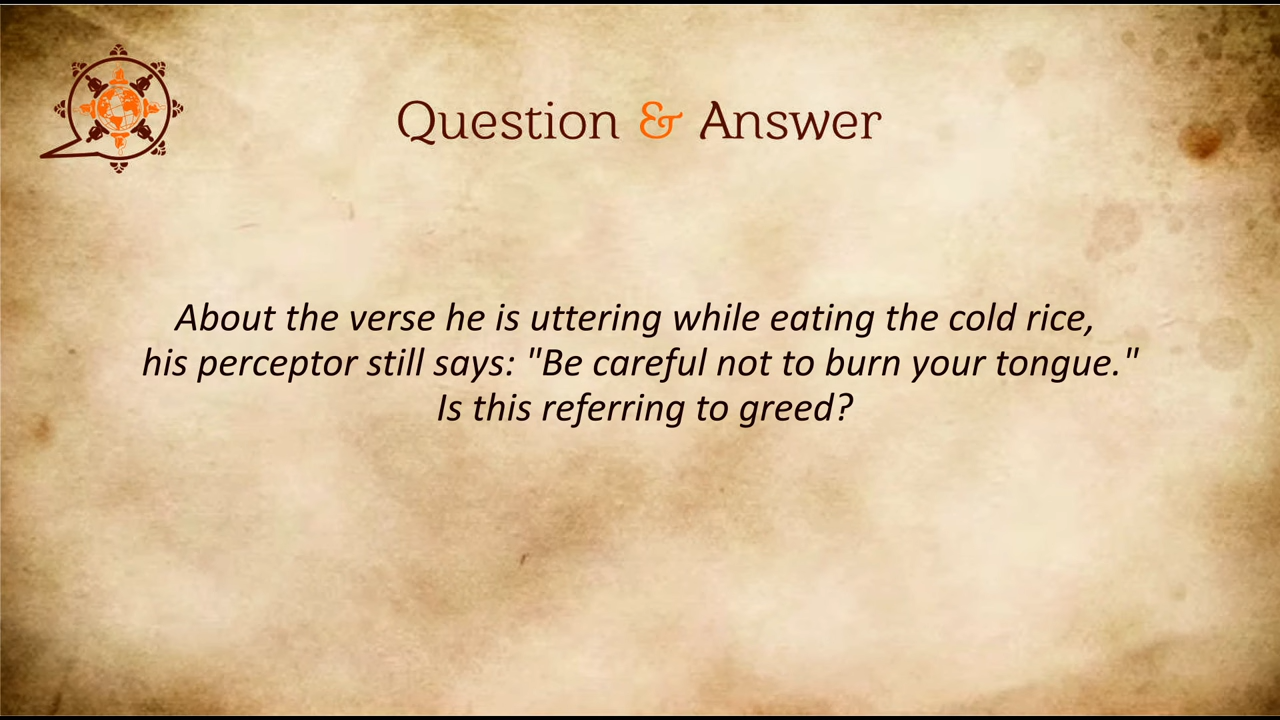 Question & Answer
About the verse he is uttering while eating the cold rice,
his perceptor still says: "Be careful not to burn your tongue."
Is this referring to greed?